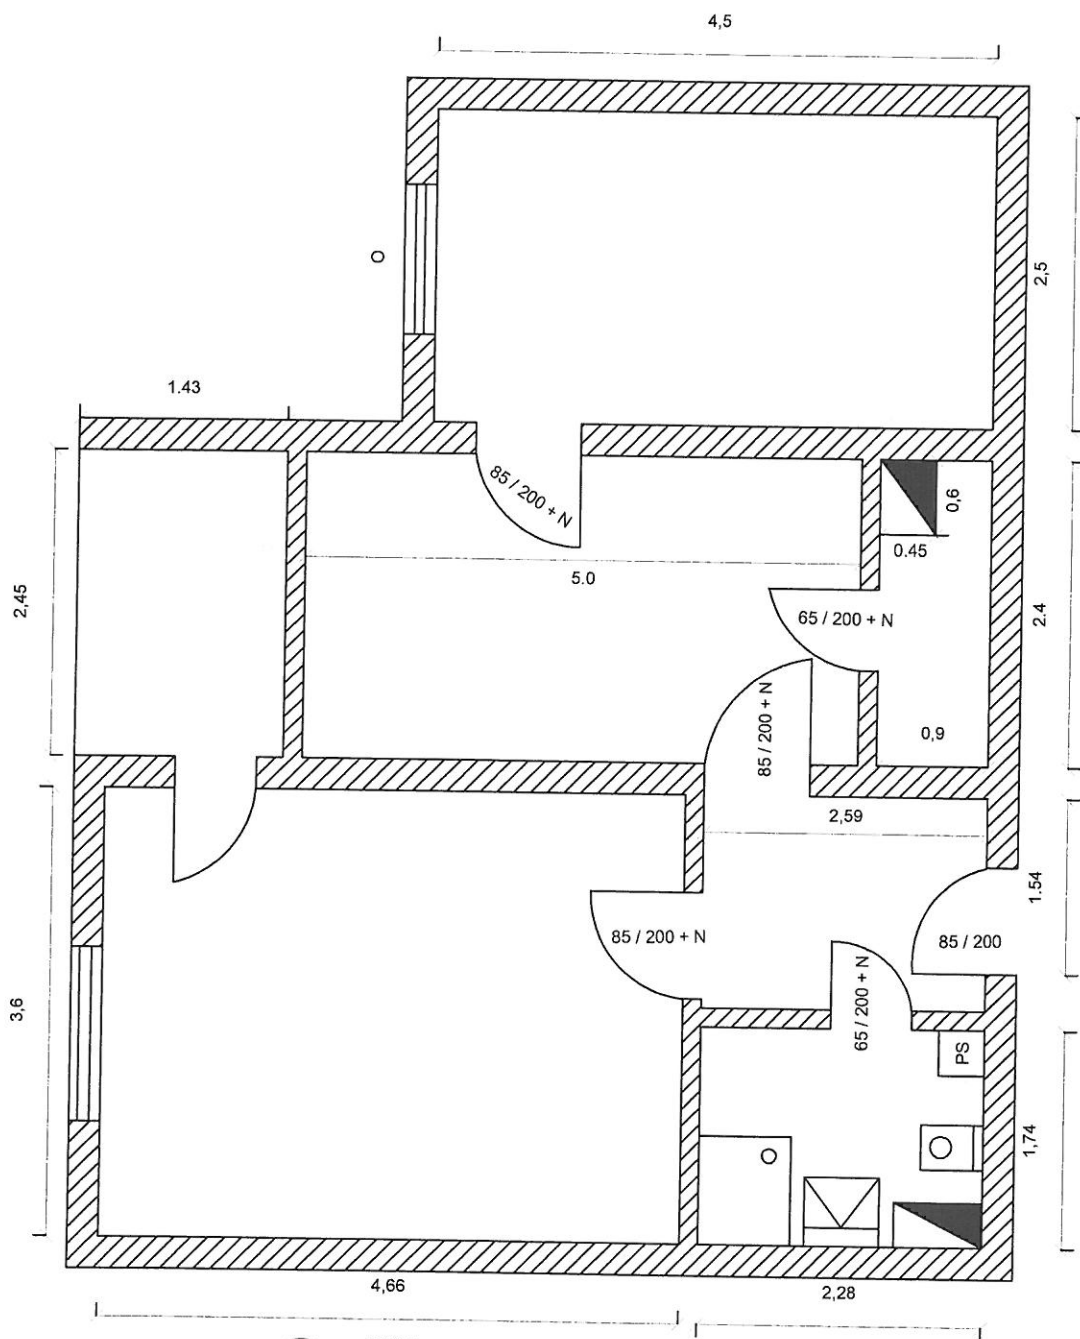 4,5
2,5
1.43
85 / 200 + N
0,6
0.45
5.0
2,45
65 / 200 + N
2.4
85 / 200 + N
0,9
2,59
1.54
85 / 200 + N
85 / 200
65 / 200 + N
3,6
PS
1,74
4,66
2,28